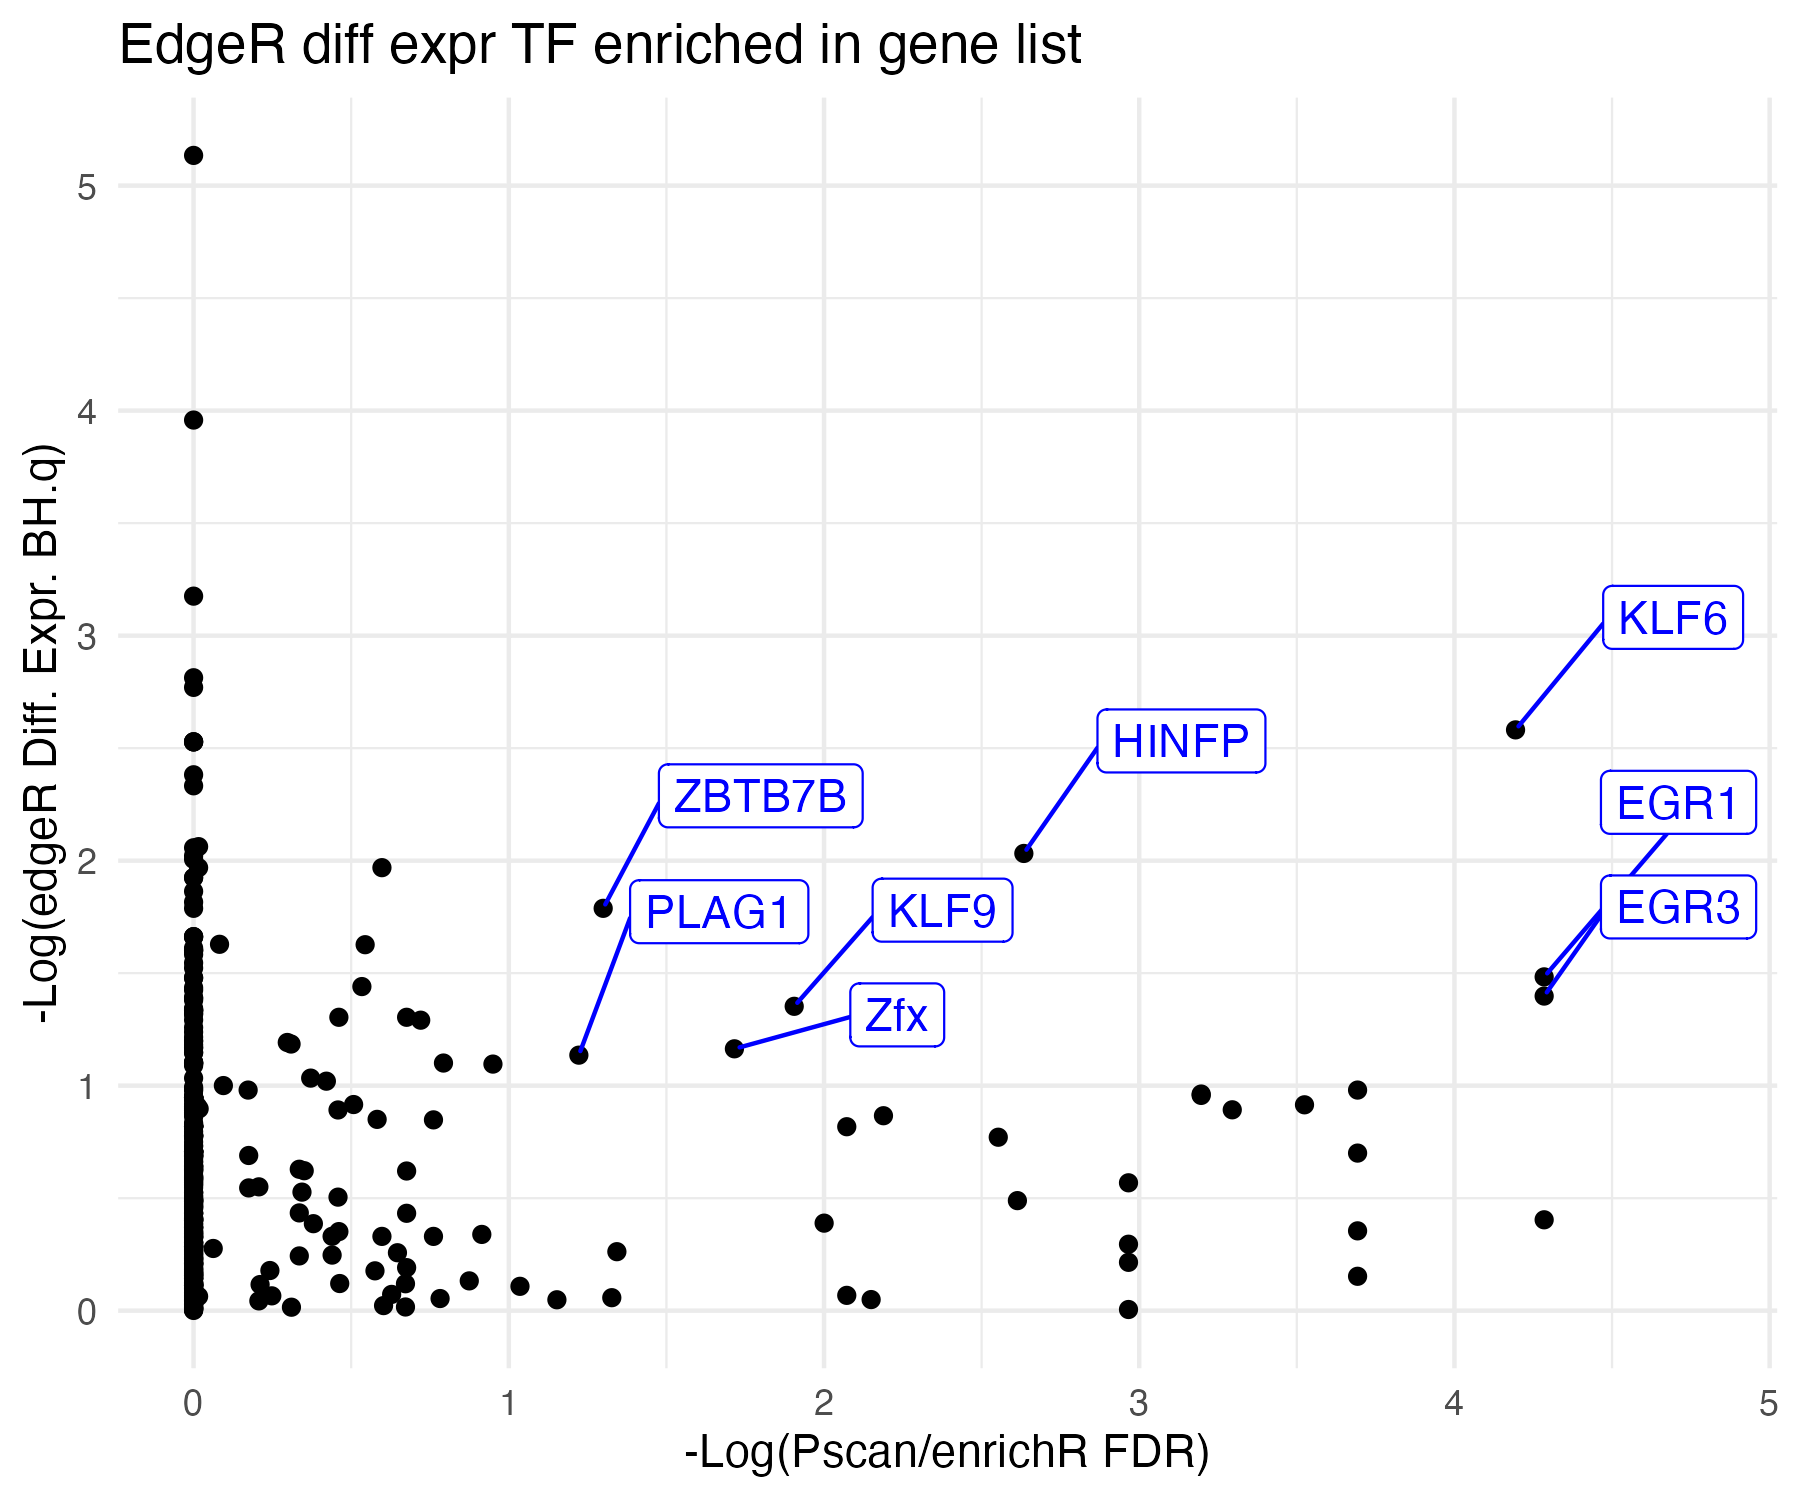 EdgeR diff expr TF enriched in gene list
-Log(edgeR Diff. Expr. BH.q)
5
4
3
2
1
0
KLF6
HINFP
EGR1
ZBTB7B
EGR3
PLAG1
KLF9
Zfx
0
1
2
3
4
5
-Log(Pscan/enrichR FDR)